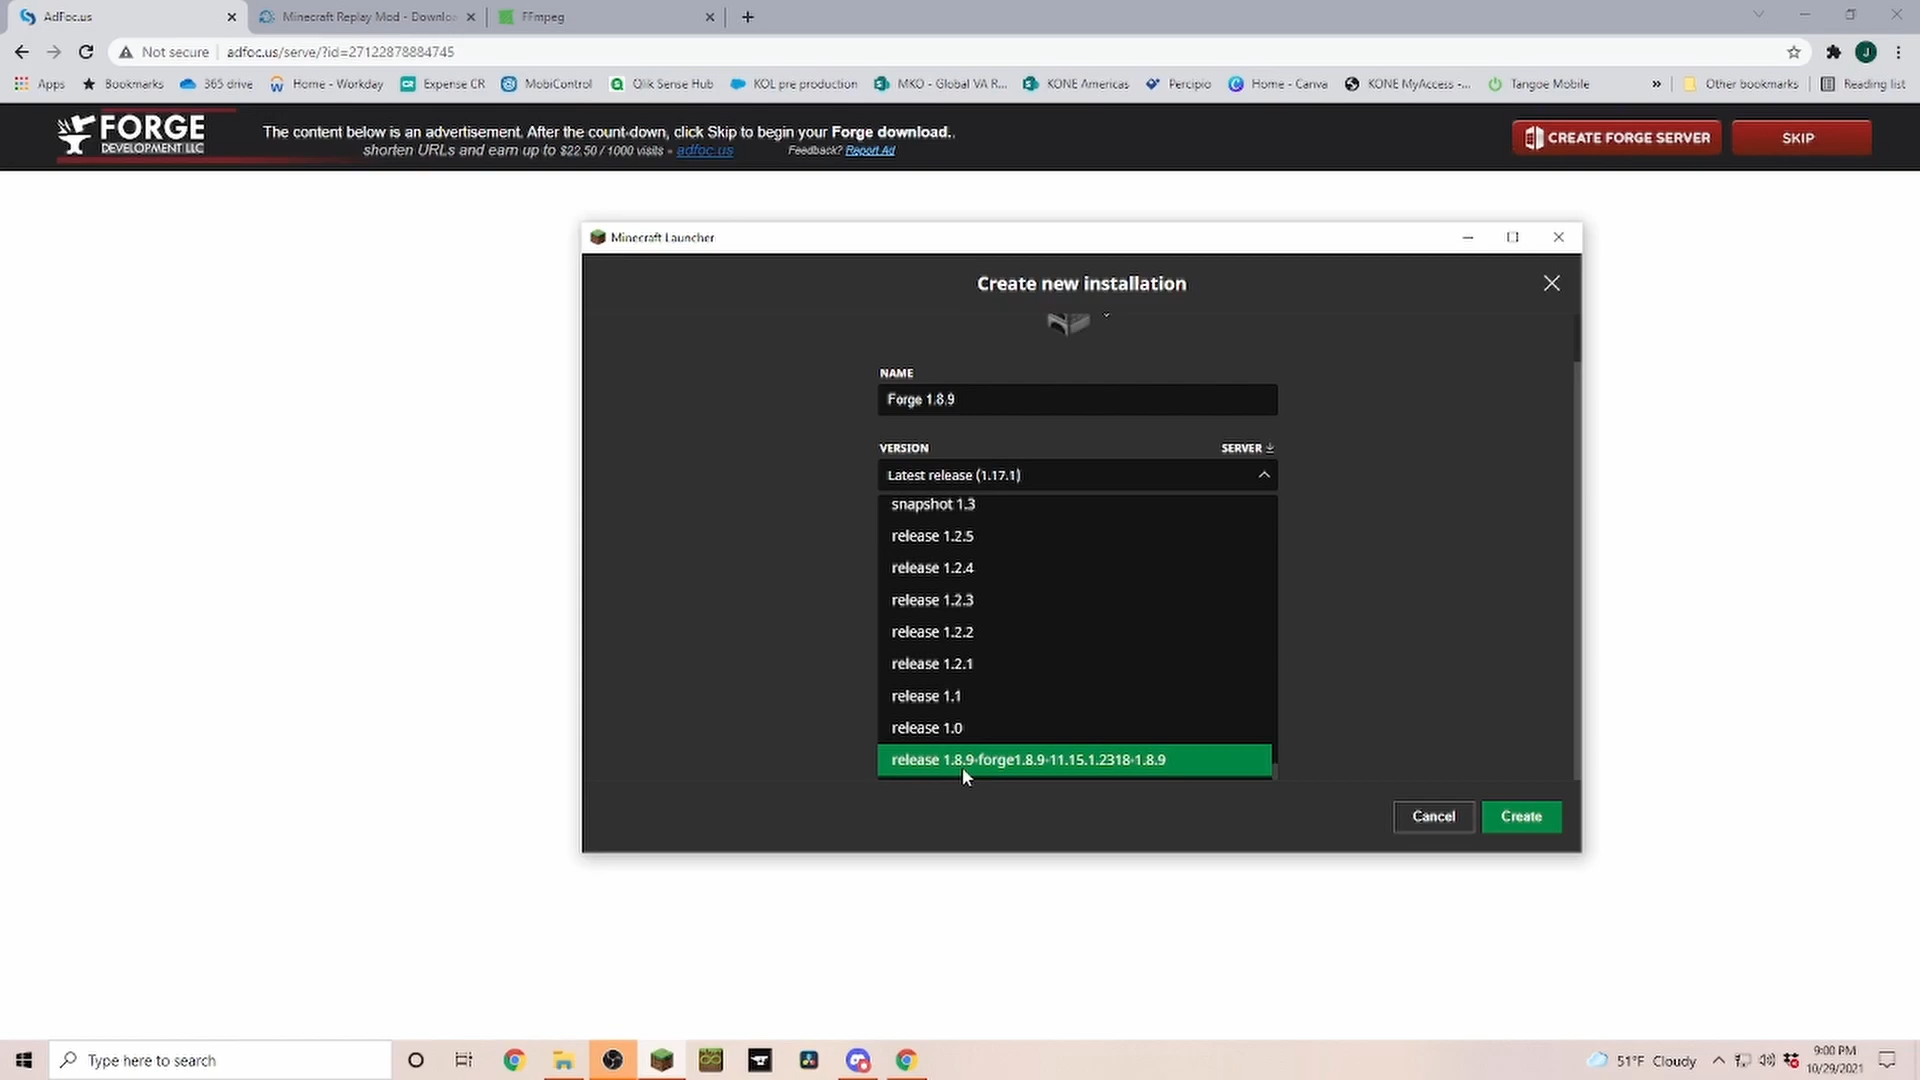 AdFoc.us
Minecraft Replay Mod - Downlo
FFmpeg
Not secure
adfoc.us/serve/?id=27122878884745
J
Apps
Bookmarks
365 drive
Home - Workday
Expense CR
MobiControl
Qlik Sense Hub
KOL pre production
MKO - Global VA R...
KONE Americas
Percipio
Home - Canva
KONE MyAccess -...
Tangoe Mobile
»
Other bookmarks
Reading list
FORGE
DEVELOPMENT LLC
The content below is an advertisement. After the count-down, click Skip to begin your Forge download..
shorten URLs and earn up to $22.50 / 1000 visits - adfoc.us
Feedback? Report Ad
CREATE FORGE SERVER
SKIP
Minecraft Launcher
Create new installation
NAME
Forge 1.8.9
VERSION
SERVER
Latest release (1.17.1)
snapshot 1.3
release 1.2.5
release 1.2.4
release 1.2.3
release 1.2.2
release 1.2.1
release 1.1
release 1.0
release 1.8.9-forge1.8.9-11.15.1.2318-1.8.9
Cancel
Create
Type here to search
51°F Cloudy
9:00 PM
10/29/2021